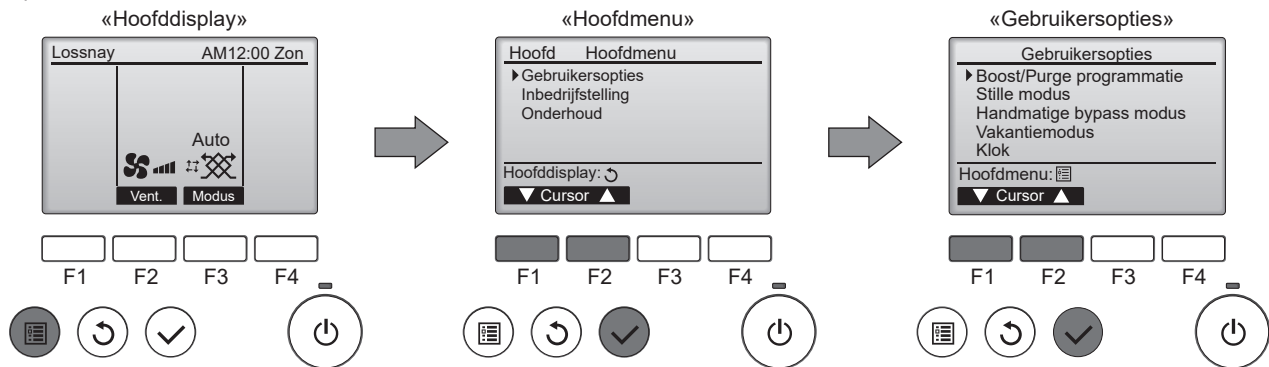 «Hoofddisplay»
Lossnay AM12:00 Zon
Auto
Vent. Modus
F1 F2 F3 F4
«Hoofdmenu»
Hoofd Hoofdmenu
Gebruikersopties
Inbedrijfstelling
Onderhoud
Hoofddisplay:
Cursor
F1 F2 F3 F4
«Gebruikersopties»
Gebruikersopties
Boost/Purge programmatie
Stille modus
Handmatige bypass modus
Vakantiemodus
Klok
Hoofdmenu:
Cursor
F1 F2 F3 F4